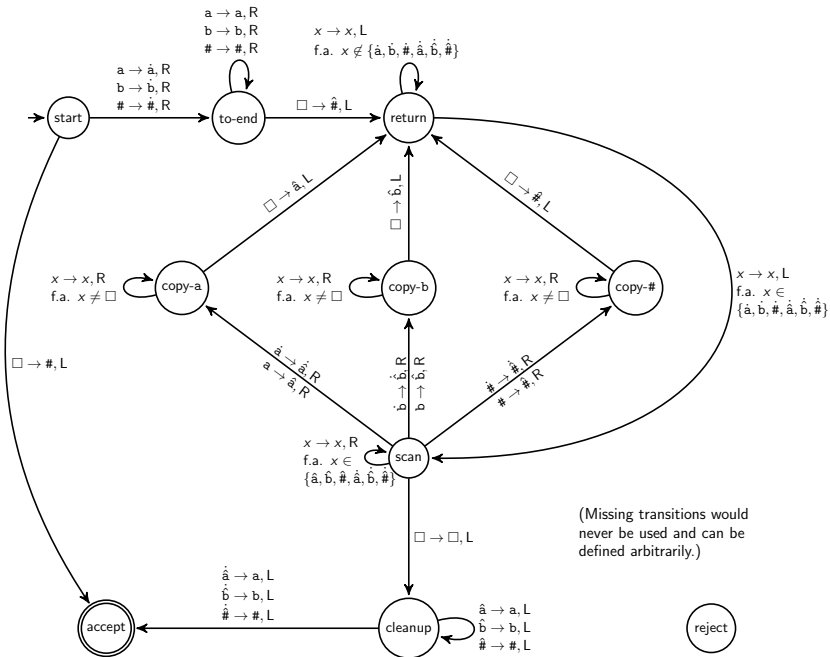 a → a, R
b → b, R
# → #, R
x → x, L
f.a. x ∉ {ȧ, ḃ, #̇, â̇, b̂̇, #̂̇}
a → ȧ, R
b → ḃ, R
# → #̇, R
□ → #̂, L
start
to-end
return
□ → â, L
□ → b̂, L
□ → #̂, L
x → x, R
f.a. x ≠ □
copy-a
x → x, R
f.a. x ≠ □
copy-b
x → x, R
f.a. x ≠ □
copy-#
x → x, L
f.a. x ∈
{ȧ, ḃ, #̇, â̇, b̂̇, #̂̇}
□ → #, L
ȧ → â̇, R
a → â, R
ḃ → b̂̇, R
b → b̂, R
#̇ → #̂̇, R
# → #̂, R
x → x, R
f.a. x ∈
{â, b̂, #̂, â̇, b̂̇, #̂̇}
scan
□ → □, L
(Missing transitions would
never be used and can be
defined arbitrarily.)
â̇ → a, L
b̂̇ → b, L
#̂̇ → #, L
accept
cleanup
â → a, L
b̂ → b, L
#̂ → #, L
reject